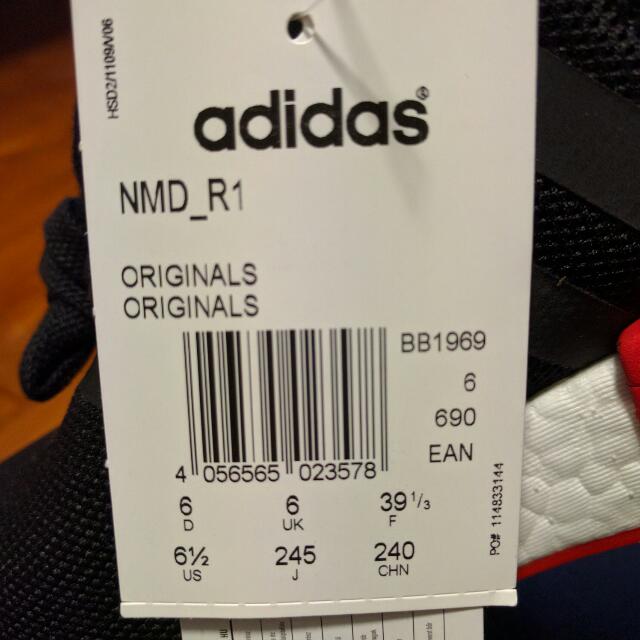 HSD2/1109/V06
adidas®
NMD_R1
ORIGINALS
ORIGINALS
BB1969
6
690
EAN
4 056565 023578
6 6 39 1/3
D UK F
6½ 245 240
US J CHN
PO# 114833144